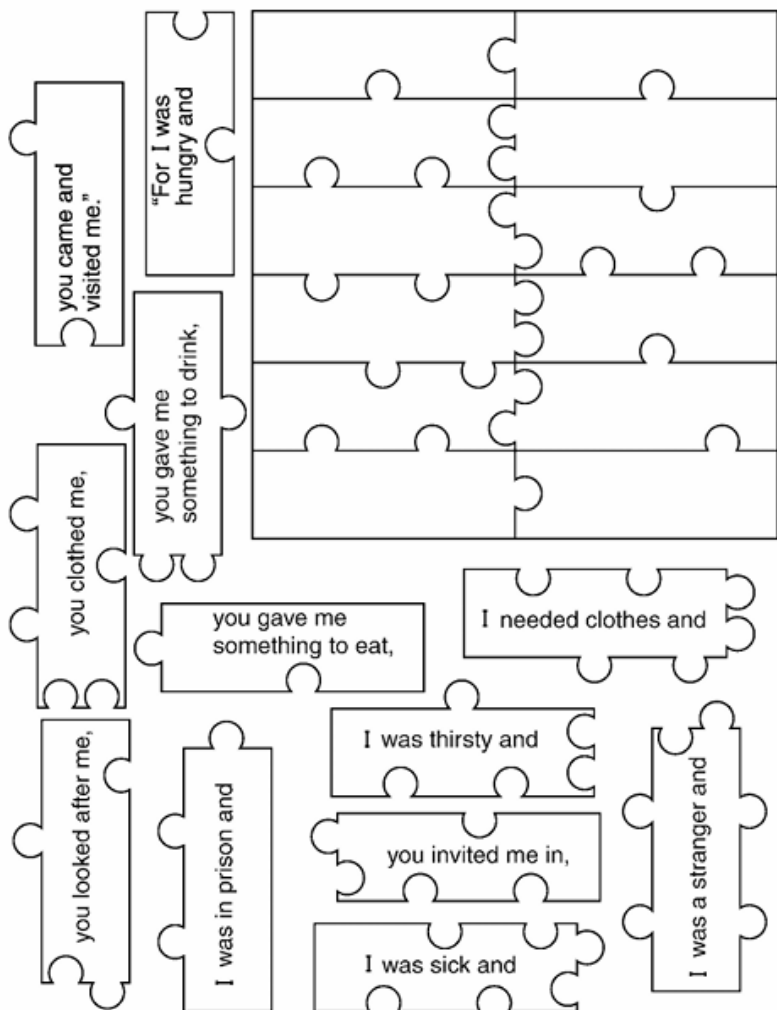 "For I was
hungry and
you came and
visited me."
you gave me
something to drink,
you clothed me,
you gave me
something to eat,
I needed clothes and
I was thirsty and
you looked after me,
I was in prison and
you invited me in,
I was a stranger and
I was sick and